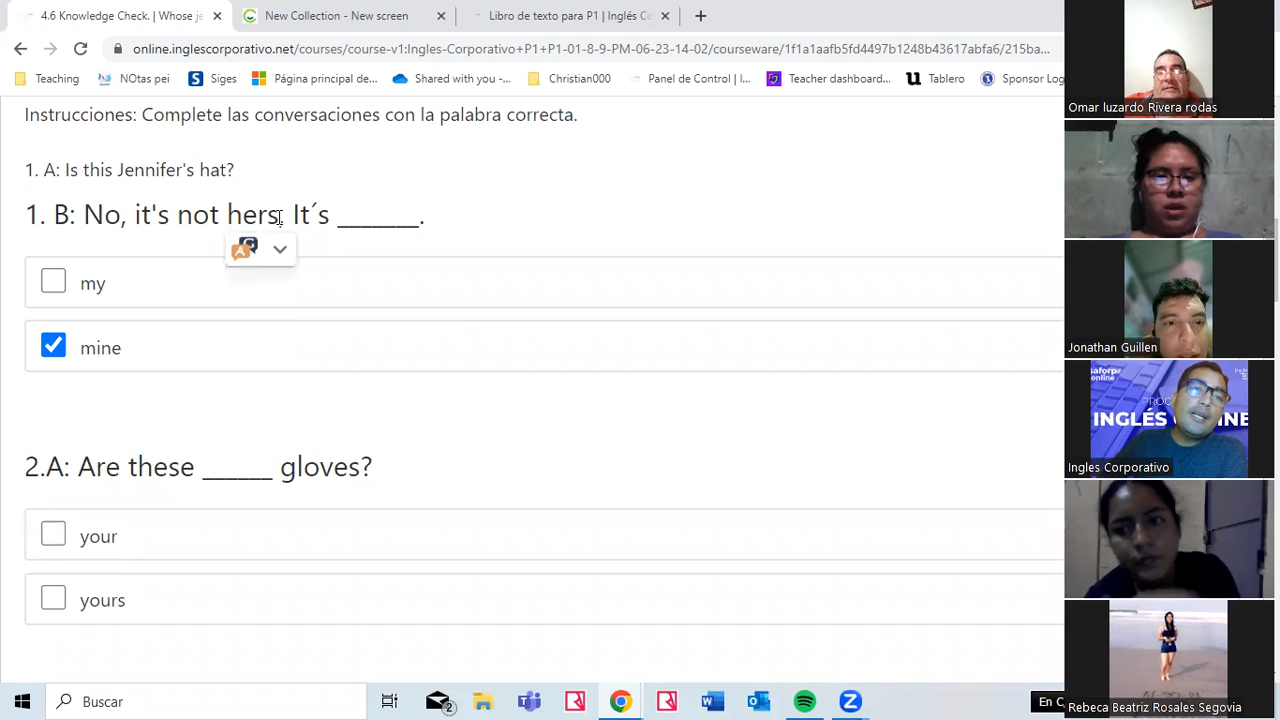 4.6 Knowledge Check. | Whose je
New Collection - New screen
Libro de texto para P1 | Inglés Co
online.inglescorporativo.net/courses/course-v1:Ingles-Corporativo+P1+P1-01-8-9-PM-06-23-14-02/courseware/1f1a1aafb5fd4497b1248b43617abfa6/215ba...
Teaching
NOtas pei
Siges
Página principal de...
Shared with you -...
Christian000
Panel de Control | I...
Teacher dashboard...
Tablero
Sponsor Log
Instrucciones: Complete las conversaciones con la palabra correcta.
1. A: Is this Jennifer's hat?
1. B: No, it's not hers. It´s _______.
my
mine
2.A: Are these ______ gloves?
your
yours
Buscar
Omar luzardo Rivera rodas
Jonathan Guillen
online
PROC
INGLÉS ONLINE
Ingles Corporativo
Rebeca Beatriz Rosales Segovia